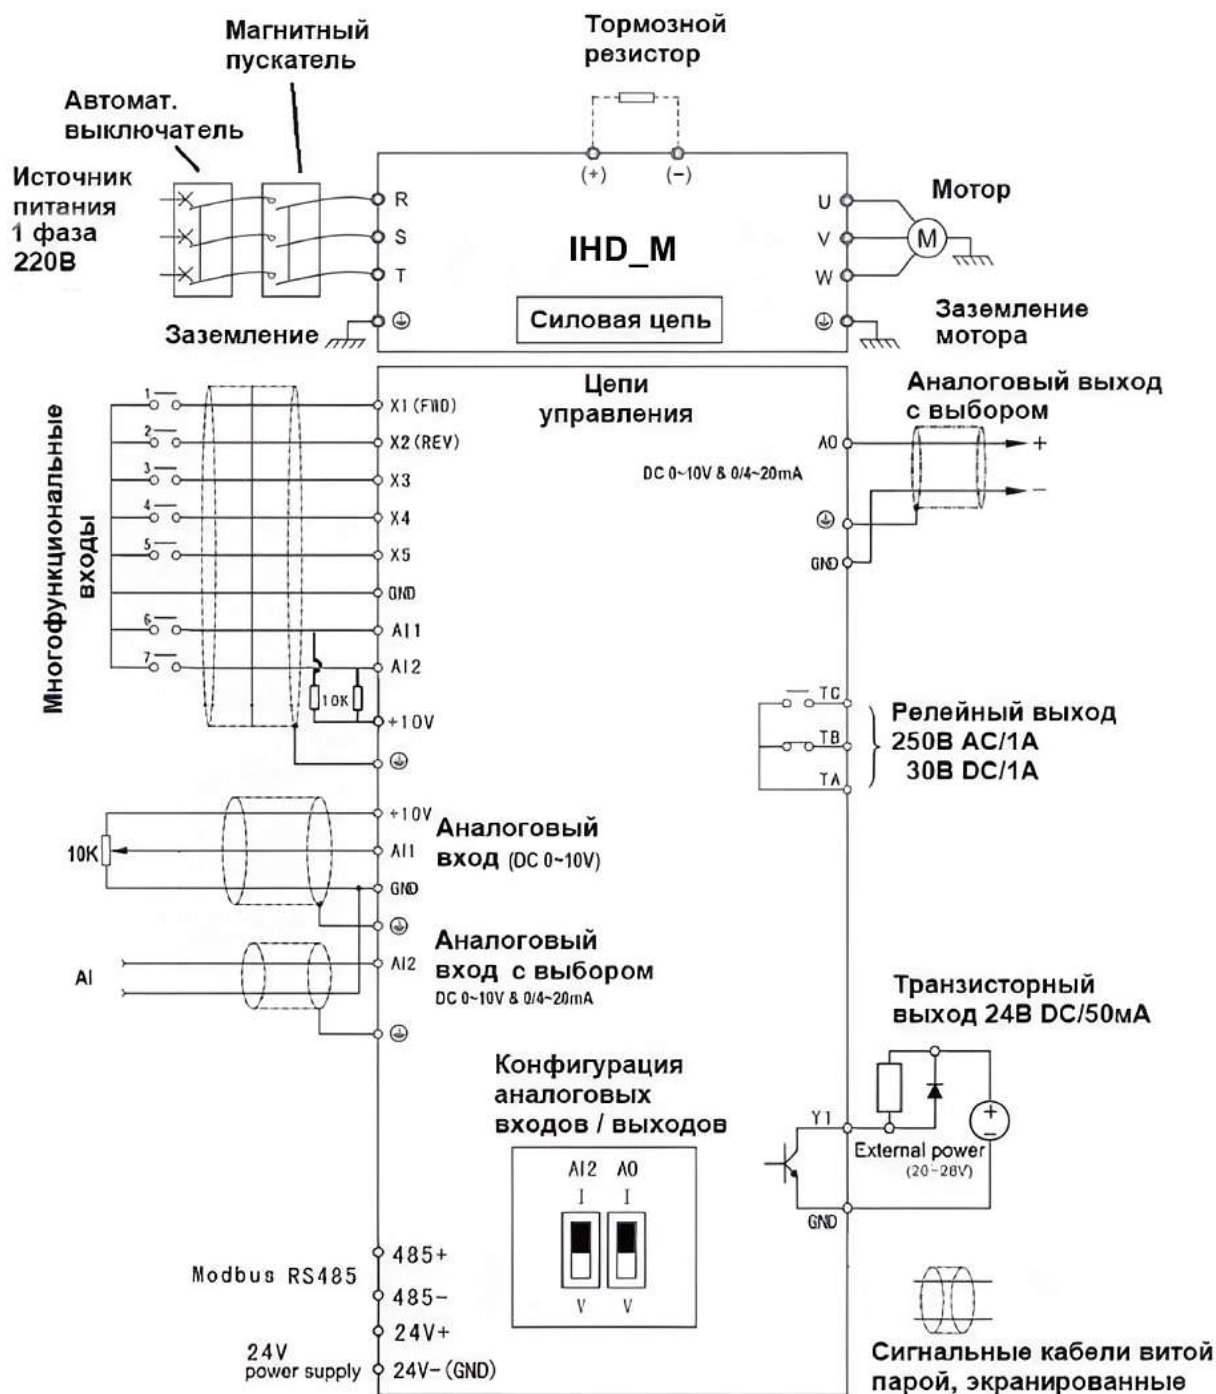 Магнитный
пускатель
Тормозной
резистор
Автомат.
выключатель
(+) (−)
Источник
питания
1 фаза
220В
R
S
T
IHD_M
U
V
W
M
Мотор
Силовая цепь
Заземление
Заземление
мотора
Цепи
управления
Многофункциональные
входы
1
2
3
4
5
6
7
X1(FWD)
X2(REV)
X3
X4
X5
GND
AI1
AI2
10K
+10V
Аналоговый выход
с выбором
AO
+
DC 0~10V & 0/4~20mA
−
GND
TC
TB
TA
Релейный выход
250В AC/1A
30В DC/1A
10K
+10V
AI1
GND
Аналоговый
вход (DC 0~10V)
AI
AI2
Аналоговый
вход с выбором
DC 0~10V & 0/4~20mA
Транзисторный
выход 24В DC/50мА
Y1
External power
(20-28V)
+
−
GND
Конфигурация
аналоговых
входов / выходов
AI2 AO
I I
V V
Modbus RS485
485+
485-
24V
power supply
24V+
24V-(GND)
Сигнальные кабели витой
парой, экранированные